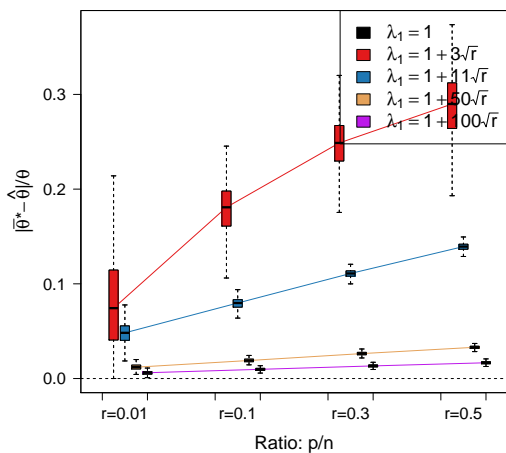 λ₁ = 1
λ₁ = 1 + 3√r
λ₁ = 1 + 11√r
λ₁ = 1 + 50√r
λ₁ = 1 + 100√r
|θ̄*−θ̂|/θ
0.3
0.2
0.1
0.0
r=0.01 r=0.1 r=0.3 r=0.5
Ratio: p/n